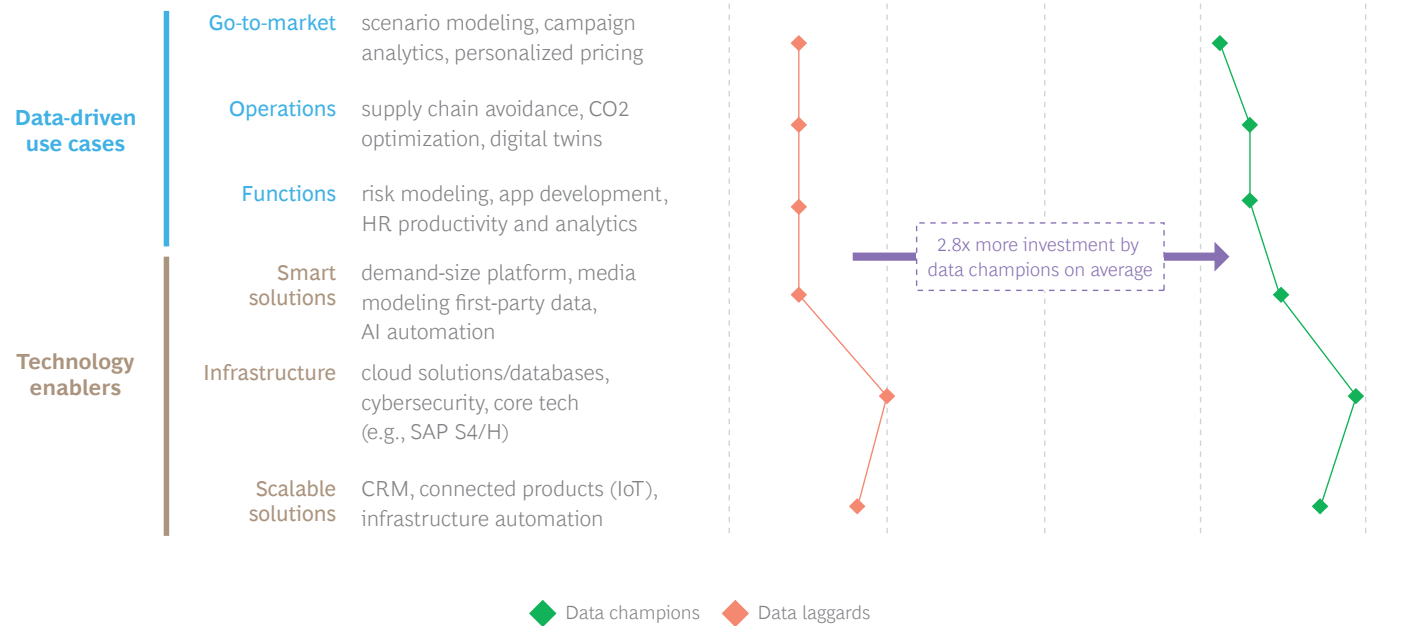 Data-driven
use cases
Go-to-market
scenario modeling, campaign
analytics, personalized pricing
Operations
supply chain avoidance, CO2
optimization, digital twins
Functions
risk modeling, app development,
HR productivity and analytics
Technology
enablers
Smart
solutions
demand-size platform, media
modeling first-party data,
AI automation
Infrastructure
cloud solutions/databases,
cybersecurity, core tech
(e.g., SAP S4/H)
Scalable
solutions
CRM, connected products (IoT),
infrastructure automation
2.8x more investment by
data champions on average
Data champions
Data laggards